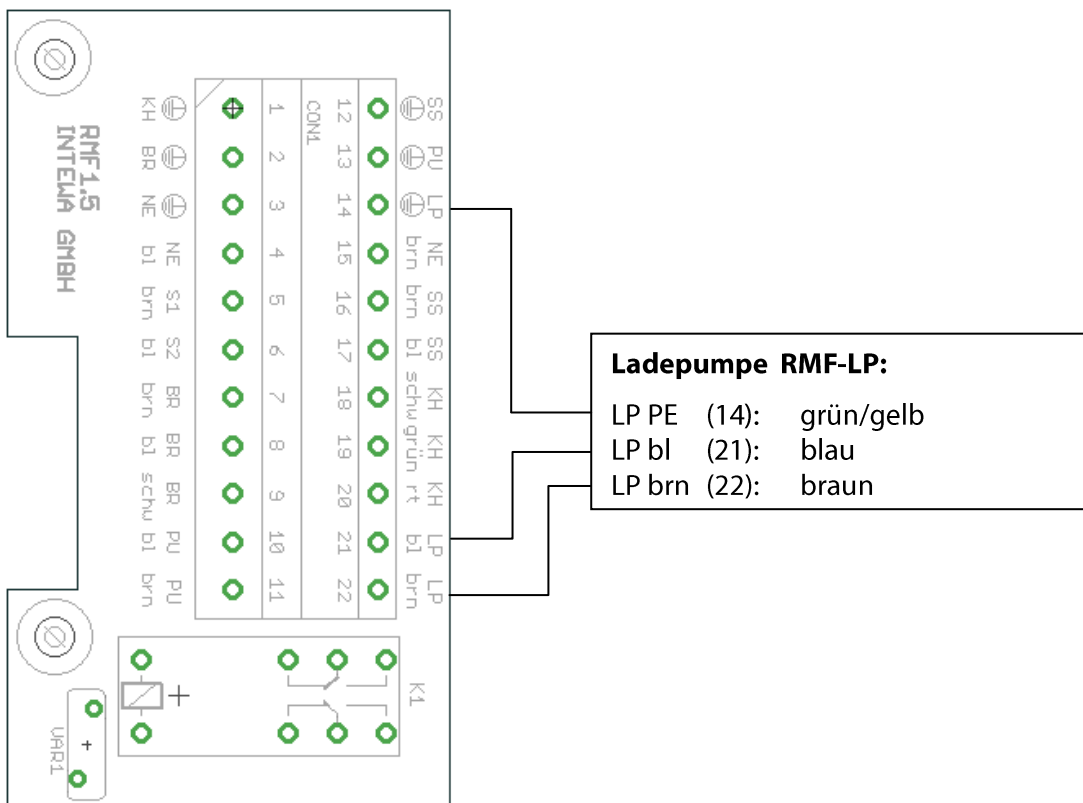 RMF1.5
INTEWA GMBH
CON1
KH 1 12 SS
BR 2 13 PU
NE 3 14 LP
bl NE 4 15 brn NE
brn S1 5 16 brn SS
bl S2 6 17 bl SS
brn BR 7 18 schw KH
bl BR 8 19 grün KH
schw BR 9 20 rt KH
bl PU 10 21 bl LP
brn PU 11 22 brn LP
+
K1
+
VAR1
Ladepumpe RMF-LP:
LP PE (14): grün/gelb
LP bl (21): blau
LP brn (22): braun